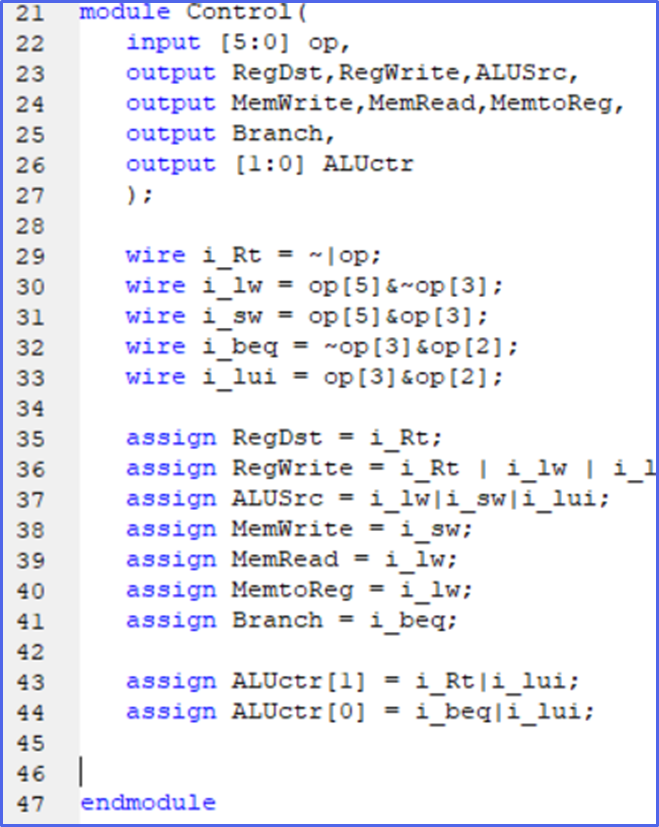 21 module Control(
22 input [5:0] op,
23 output RegDst,RegWrite,ALUSrc,
24 output MemWrite,MemRead,MemtoReg,
25 output Branch,
26 output [1:0] ALUctr
27 );
28
29 wire i_Rt = ~|op;
30 wire i_lw = op[5]&~op[3];
31 wire i_sw = op[5]&op[3];
32 wire i_beq = ~op[3]&op[2];
33 wire i_lui = op[3]&op[2];
34
35 assign RegDst = i_Rt;
36 assign RegWrite = i_Rt | i_lw | i_l
37 assign ALUSrc = i_lw|i_sw|i_lui;
38 assign MemWrite = i_sw;
39 assign MemRead = i_lw;
40 assign MemtoReg = i_lw;
41 assign Branch = i_beq;
42
43 assign ALUctr[1] = i_Rt|i_lui;
44 assign ALUctr[0] = i_beq|i_lui;
45
46
47 endmodule